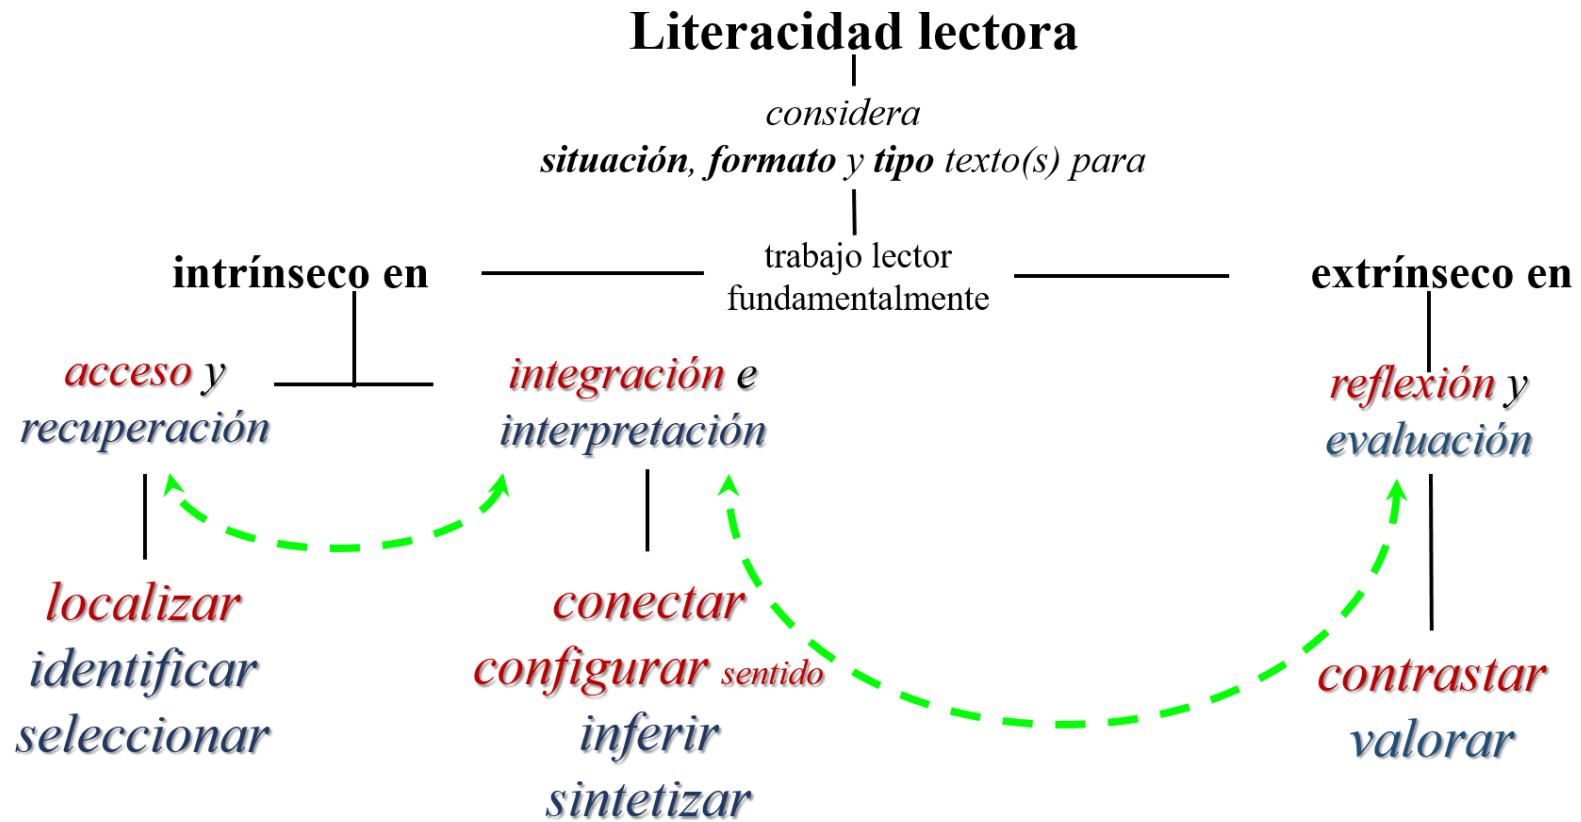 Literacidad lectora
considera
situación, formato y tipo texto(s) para
trabajo lector
fundamentalmente
intrínseco en
extrínseco en
acceso y
recuperación
integración e
interpretación
reflexión y
evaluación
localizar
identificar
seleccionar
conectar
configurar sentido
inferir
sintetizar
contrastar
valorar